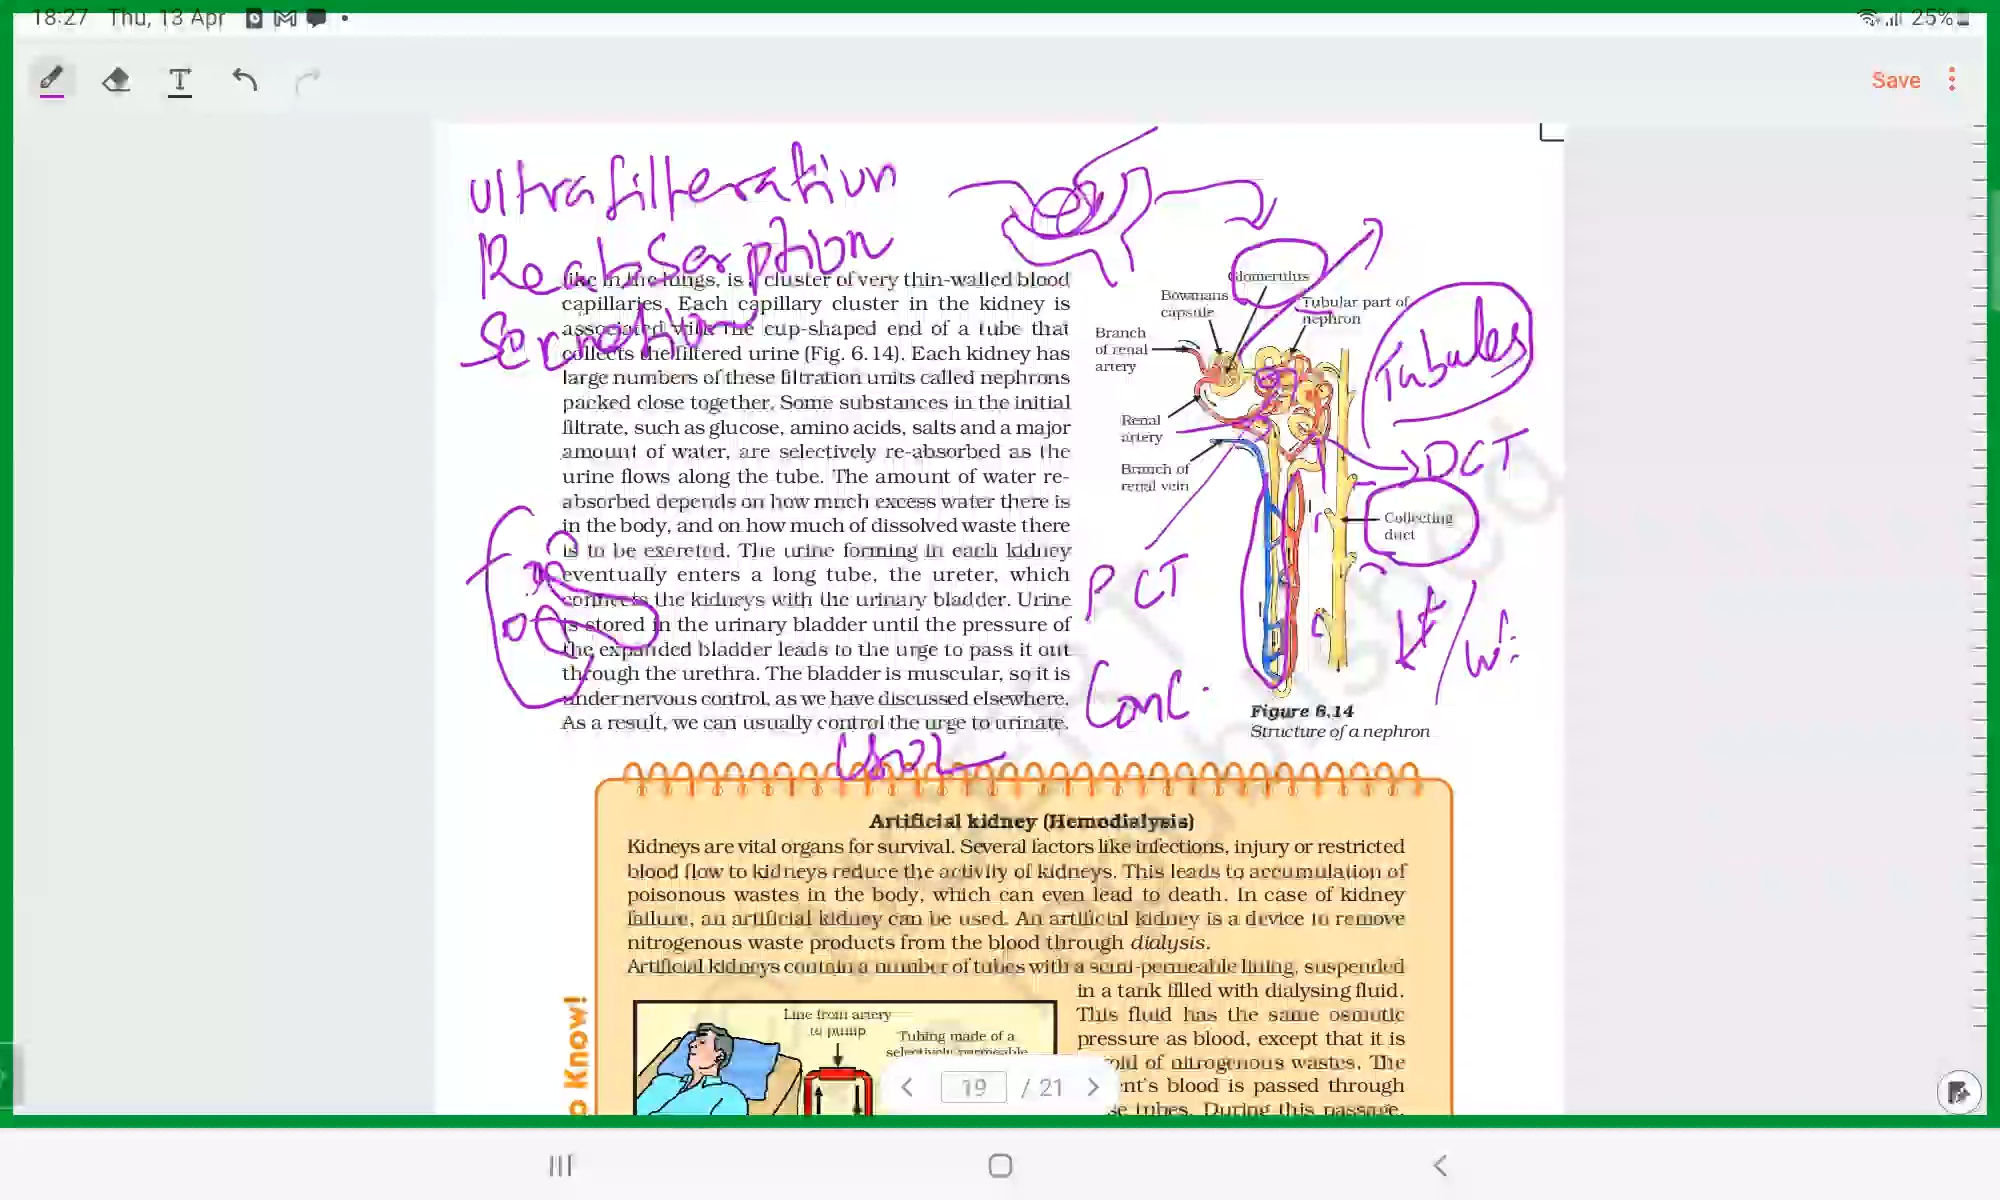 18:27 Thu, 13 Apr
25%
T
Save
Ultrafilteration
Reabsorption
Secretion
like in the lungs, is a cluster of very thin-walled blood
capillaries. Each capillary cluster in the kidney is
associated with the cup-shaped end of a tube that
collects the filtered urine (Fig. 6.14). Each kidney has
large numbers of these filtration units called nephrons
packed close together. Some substances in the initial
filtrate, such as glucose, amino acids, salts and a major
amount of water, are selectively re-absorbed as the
urine flows along the tube. The amount of water re-
absorbed depends on how much excess water there is
in the body, and on how much of dissolved waste there
is to be excreted. The urine forming in each kidney
eventually enters a long tube, the ureter, which
connects the kidneys with the urinary bladder. Urine
is stored in the urinary bladder until the pressure of
the expanded bladder leads to the urge to pass it out
through the urethra. The bladder is muscular, so it is
under nervous control, as we have discussed elsewhere.
As a result, we can usually control the urge to urinate.
Glomerulus
Bowmans
capsule
Tubular part of
nephron
Branch
of renal
artery
Tubules
Renal
artery
DCT
Branch of
renal vein
Collecting
duct
PCT
Conc.
Figure 6.14
Structure of a nephron
Artificial kidney (Hemodialysis)
Kidneys are vital organs for survival. Several factors like infections, injury or restricted
blood flow to kidneys reduce the activity of kidneys. This leads to accumulation of
poisonous wastes in the body, which can even lead to death. In case of kidney
failure, an artificial kidney can be used. An artificial kidney is a device to remove
nitrogenous waste products from the blood through dialysis.
Artificial kidneys contain a number of tubes with a semi-permeable lining, suspended
in a tank filled with dialysing fluid.
This fluid has the same osmotic
pressure as blood, except that it is
of nitrogenous wastes. The
blood is passed through
tubes. During this passage,
Line from artery
to pump
Tubing made of a
selectively permeable
Know!
19 / 21